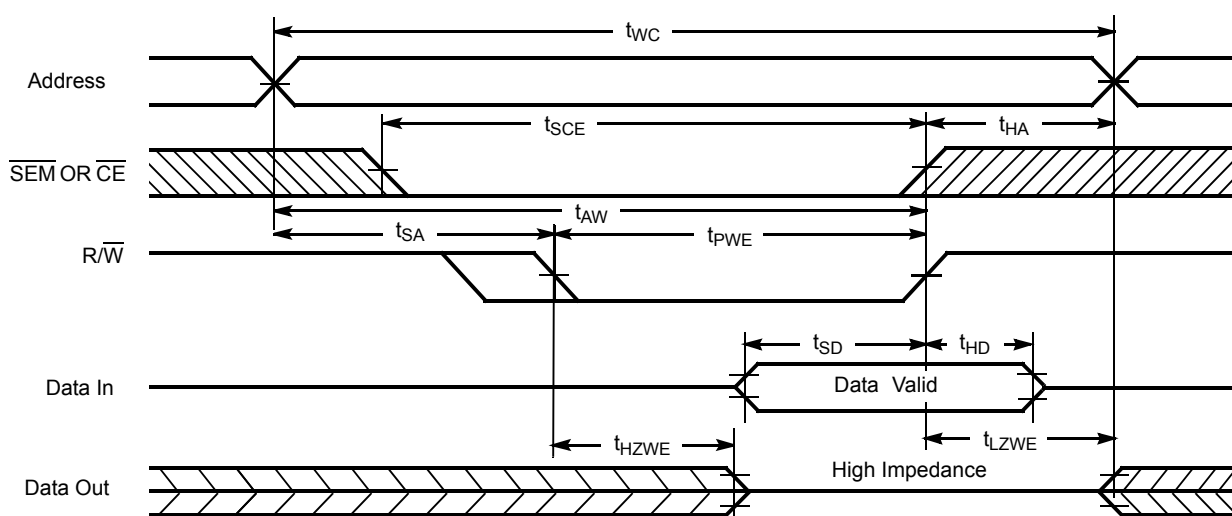 tWC
Address
tSCE
tHA
SEM OR CE
tAW
tSA
tPWE
R/W
tSD
tHD
Data In
Data Valid
tHZWE
tLZWE
High Impedance
Data Out